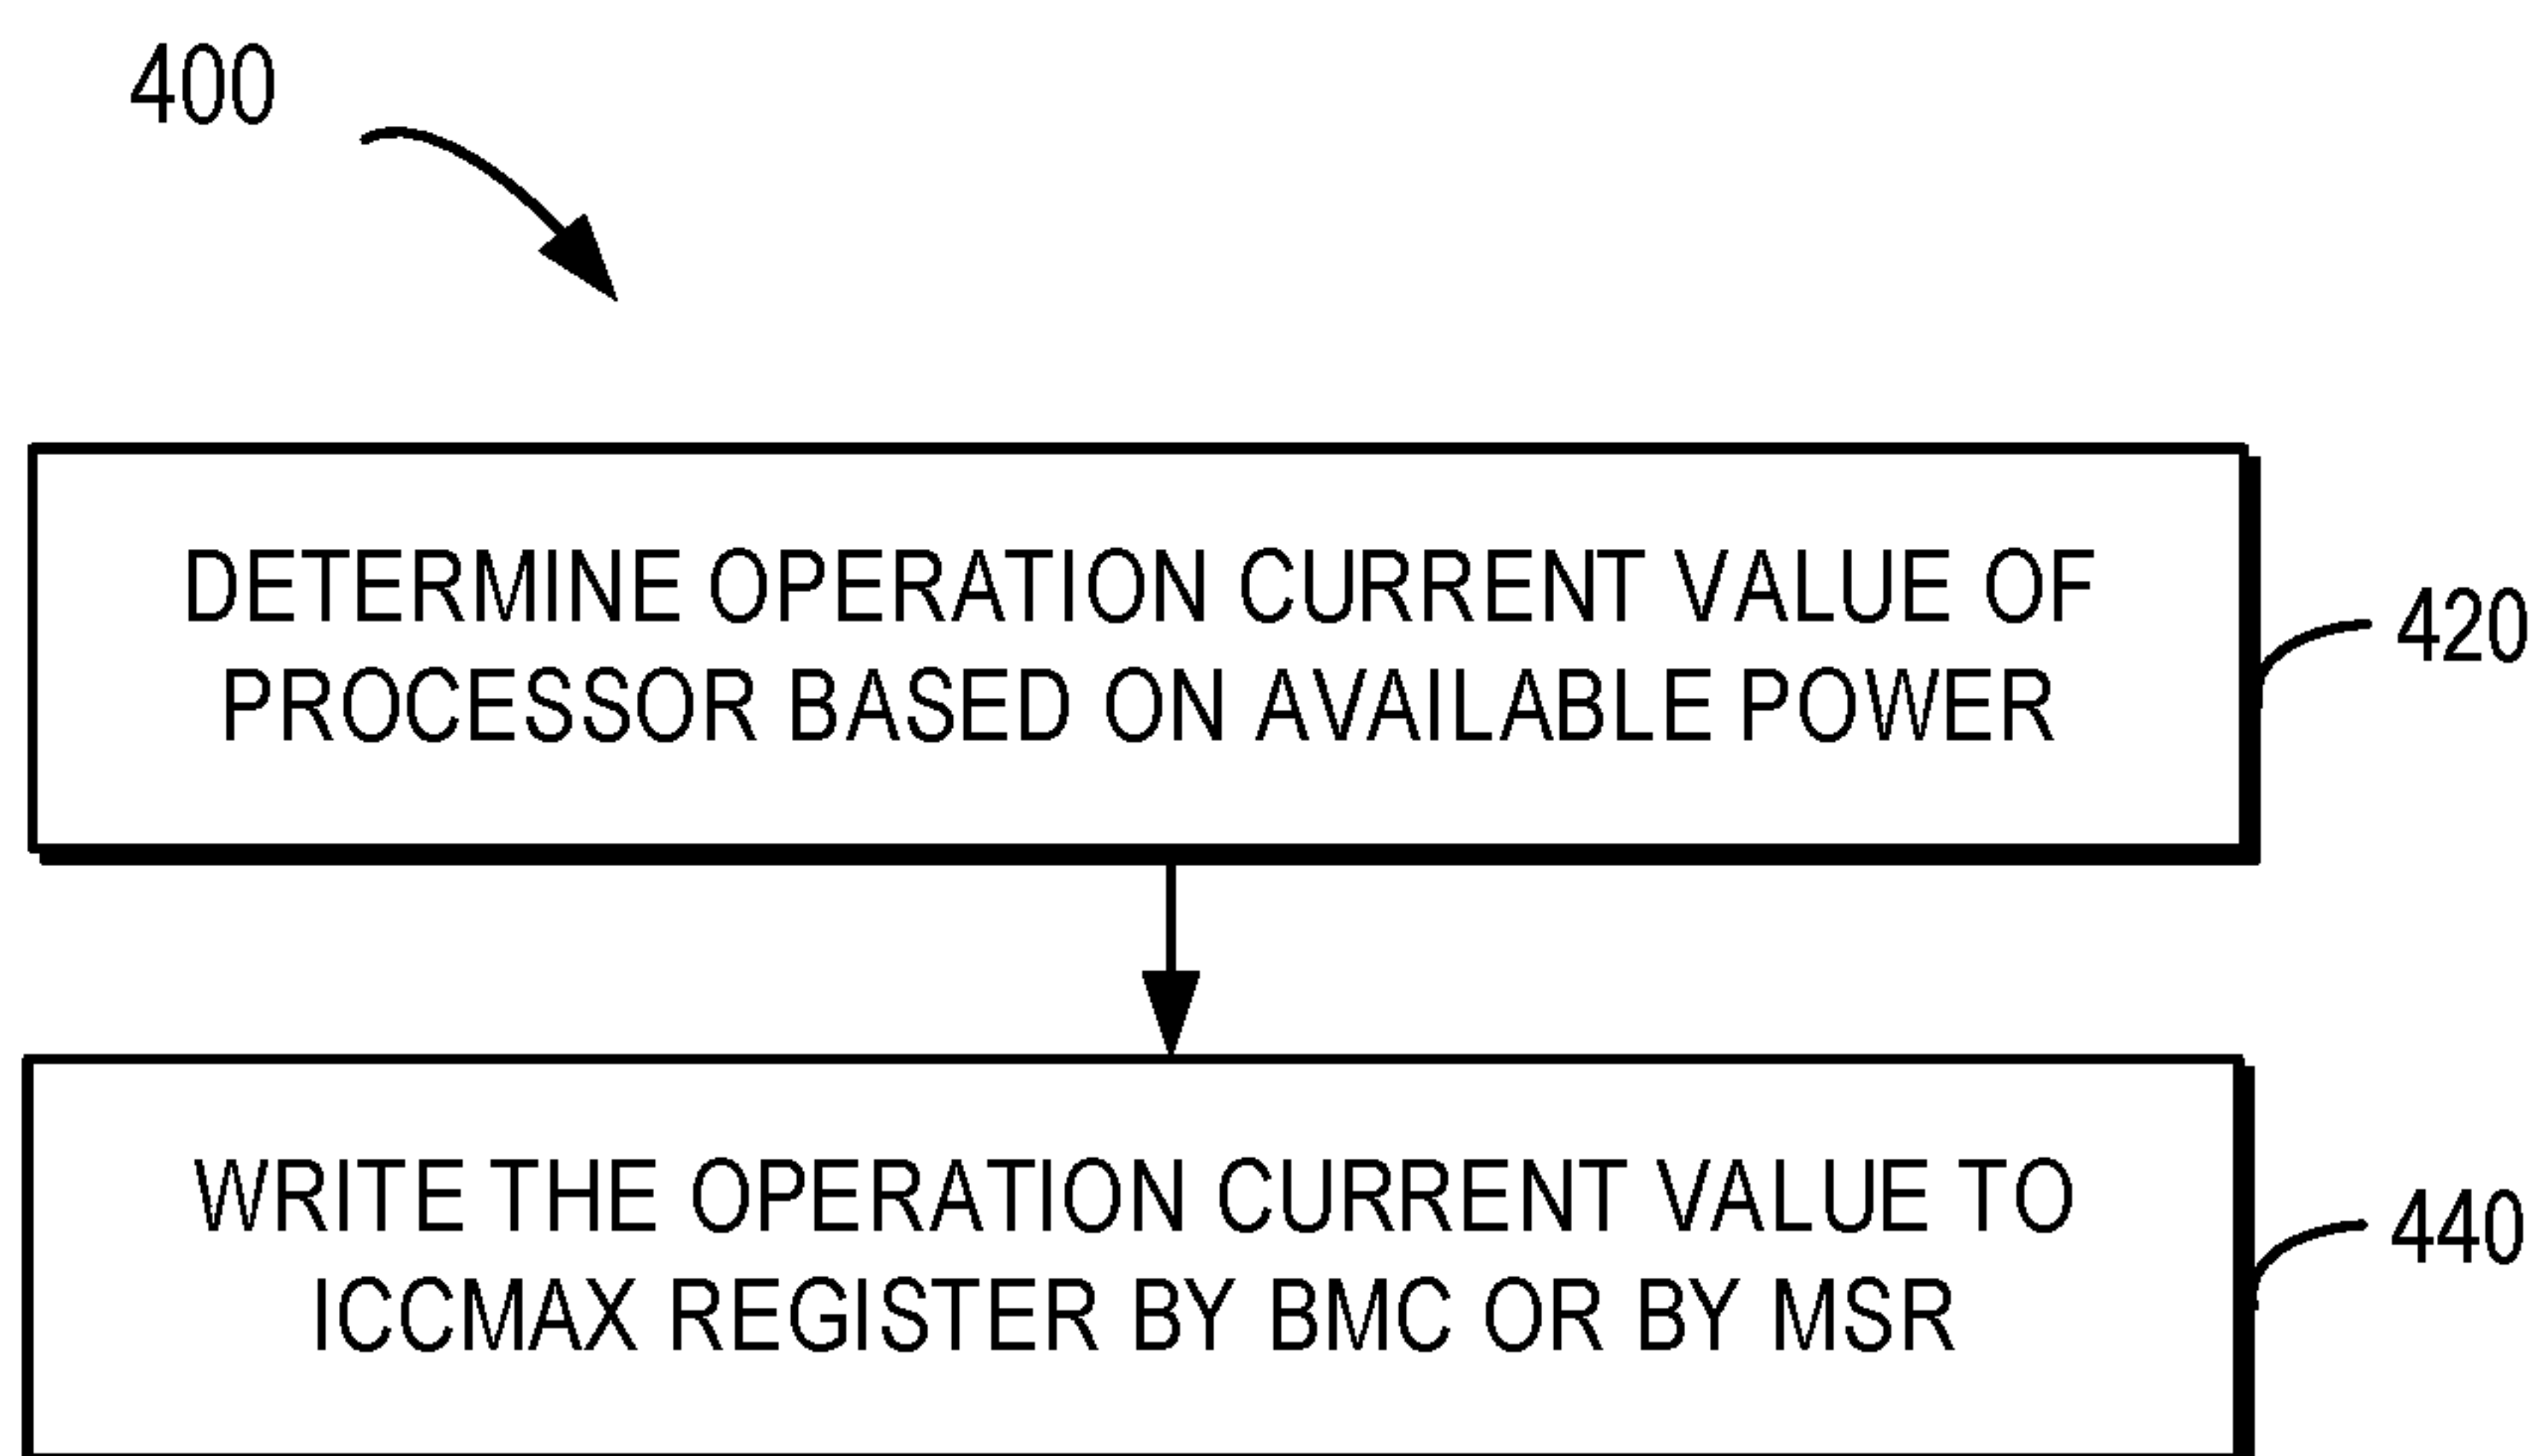 400
DETERMINE OPERATION CURRENT VALUE OF
PROCESSOR BASED ON AVAILABLE POWER
420
WRITE THE OPERATION CURRENT VALUE TO
ICCMAX REGISTER BY BMC OR BY MSR
440